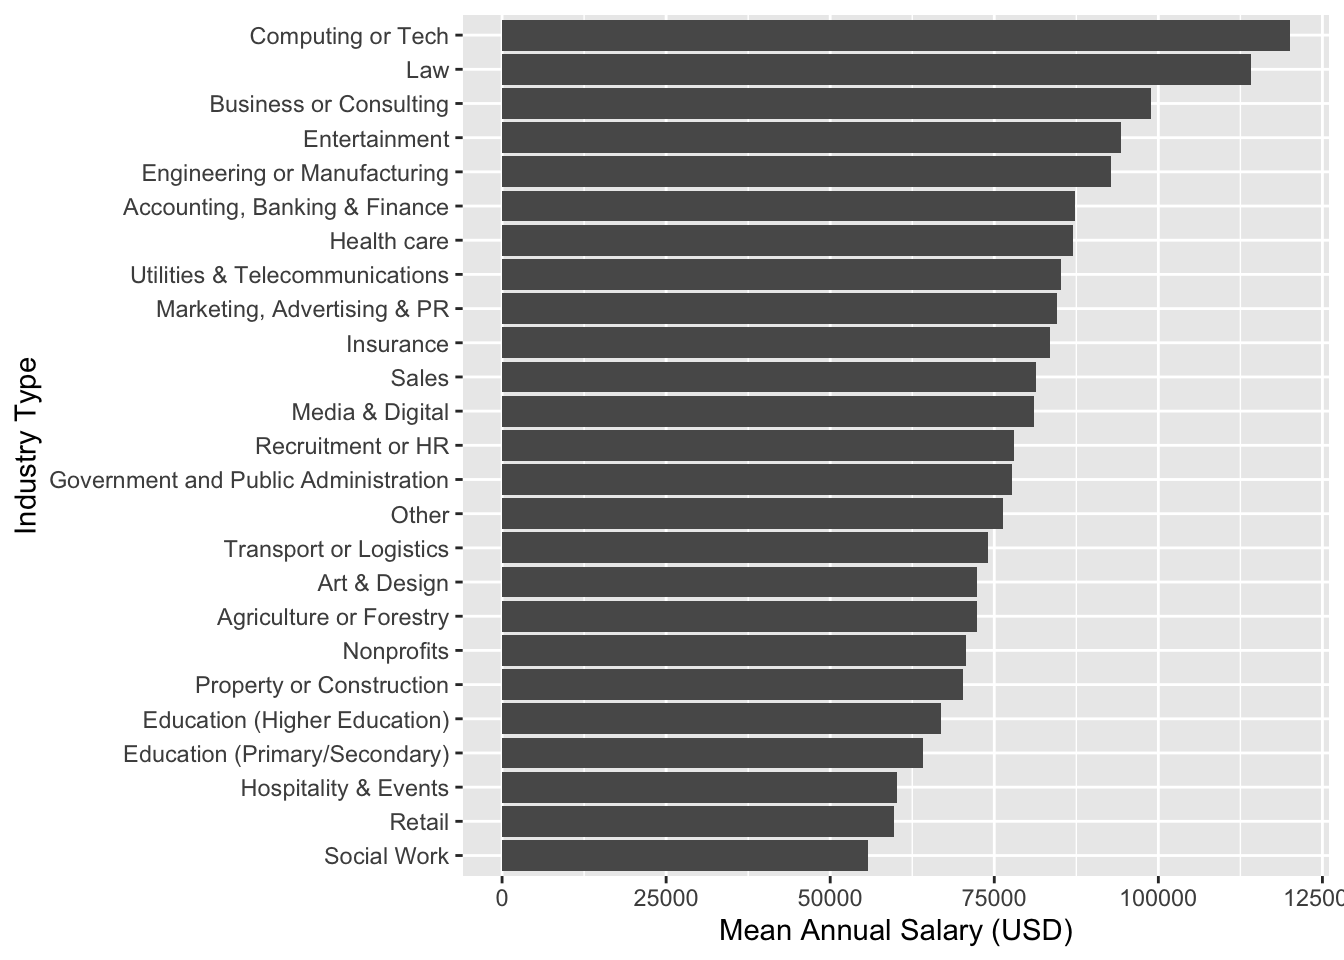 Computing or Tech
Law
Business or Consulting
Entertainment
Engineering or Manufacturing
Accounting, Banking & Finance
Health care
Utilities & Telecommunications
Marketing, Advertising & PR
Insurance
Sales
Media & Digital
Recruitment or HR
Government and Public Administration
Other
Transport or Logistics
Art & Design
Agriculture or Forestry
Nonprofits
Property or Construction
Education (Higher Education)
Education (Primary/Secondary)
Hospitality & Events
Retail
Social Work
Industry Type
0 25000 50000 75000 100000 12500
Mean Annual Salary (USD)